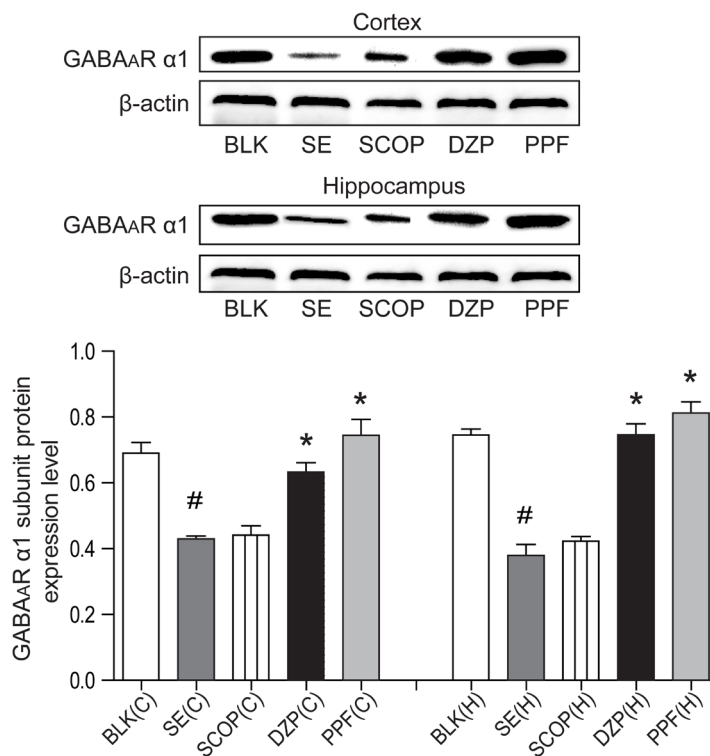 Cortex
GABAAR α1
β-actin
BLK SE SCOP DZP PPF
Hippocampus
GABAAR α1
β-actin
BLK SE SCOP DZP PPF
GABAAR α1 subunit protein
expression level
1.0
0.8
0.6
0.4
0.2
0.0
# * * # * *
BLK(C) SE(C) SCOP(C) DZP(C) PPF(C) BLK(H) SE(H) SCOP(H) DZP(H) PPF(H)